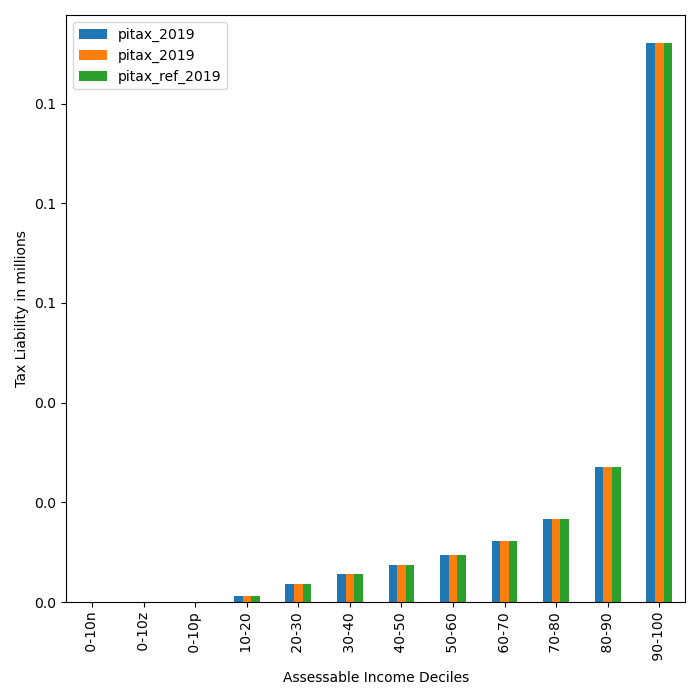 pitax_2019
pitax_2019
pitax_ref_2019
Tax Liability in millions
0.1
0.1
0.1
0.0
0.0
0.0
0-10n
0-10z
0-10p
10-20
20-30
30-40
40-50
50-60
60-70
70-80
80-90
90-100
Assessable Income Deciles